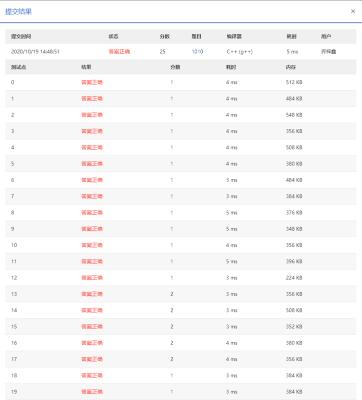 提交结果 ×
提交时间 状态 分数 题目 编译器 耗时 用户
2020/10/19 14:48:51 答案正确 25 1010 C++ (g++) 5 ms
测试点 结果 分数 耗时 内存
0 答案正确 1 4 ms 512 KB
1 答案正确 1 4 ms 484 KB
2 答案正确 1 4 ms 548 KB
3 答案正确 1 4 ms 356 KB
4 答案正确 1 4 ms 508 KB
5 答案正确 1 4 ms 380 KB
6 答案正确 1 3 ms 484 KB
7 答案正确 1 3 ms 384 KB
8 答案正确 1 5 ms 376 KB
9 答案正确 1 5 ms 348 KB
10 答案正确 1 4 ms 356 KB
11 答案正确 1 5 ms 396 KB
12 答案正确 1 3 ms 224 KB
13 答案正确 2 3 ms 356 KB
14 答案正确 2 3 ms 508 KB
15 答案正确 2 3 ms 352 KB
16 答案正确 2 4 ms 380 KB
17 答案正确 2 4 ms 356 KB
18 答案正确 1 3 ms 384 KB
19 答案正确 1 3 ms 384 KB